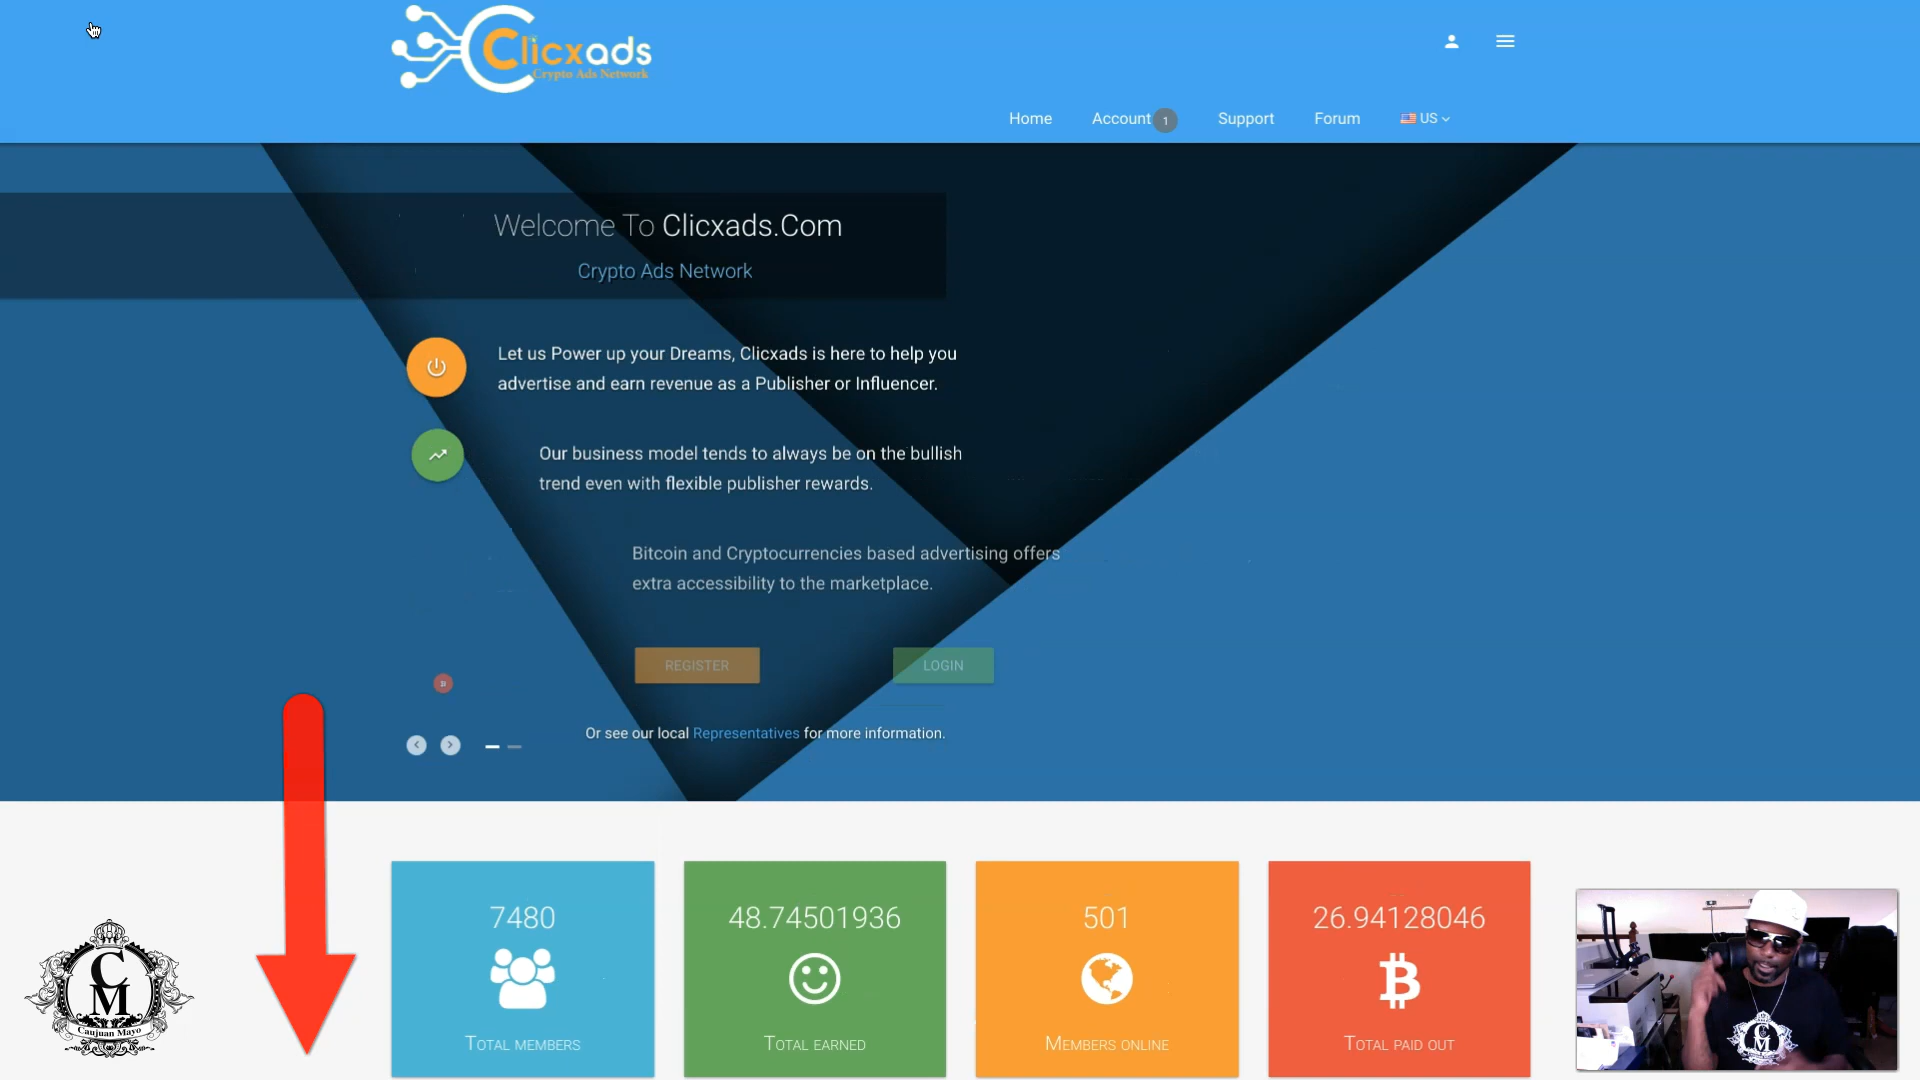 Clicxads
Crypto Ads Network
Home Account 1 Support Forum US
Welcome To Clicxads.Com
Crypto Ads Network
Let us Power up your Dreams, Clicxads is here to help you
advertise and earn revenue as a Publisher or Influencer.
Our business model tends to always be on the bullish
trend even with flexible publisher rewards.
Bitcoin and Cryptocurrencies based advertising offers
extra accessibility to the marketplace.
REGISTER LOGIN
Or see our local Representatives for more information.
7480 48.74501936 501 26.94128046
TOTAL MEMBERS TOTAL EARNED MEMBERS ONLINE TOTAL PAID OUT
C
M
Caujuan Mayo
C
M